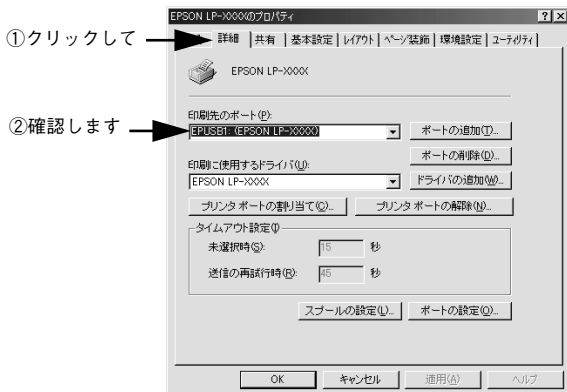 EPSON LP-XXXXのプロパティ
①クリックして
詳細 共有 基本設定 レイアウト ページ装飾 環境設定 ユーティリティ
EPSON LP-XXXX
印刷先のポート(P):
②確認します
EPUSB1: (EPSON LP-XXXX)
ポートの追加(T)...
ポートの削除(D)...
印刷に使用するドライバ(U):
EPSON LP-XXXX
ドライバの追加(W)...
プリンタ ポートの割り当て(C)... プリンタ ポートの解除(N)...
タイムアウト設定(I)
未選択時(S): 15 秒
送信の再試行時(R): 45 秒
スプールの設定(L)... ポートの設定(O)...
OK キャンセル 適用(A) ヘルプ